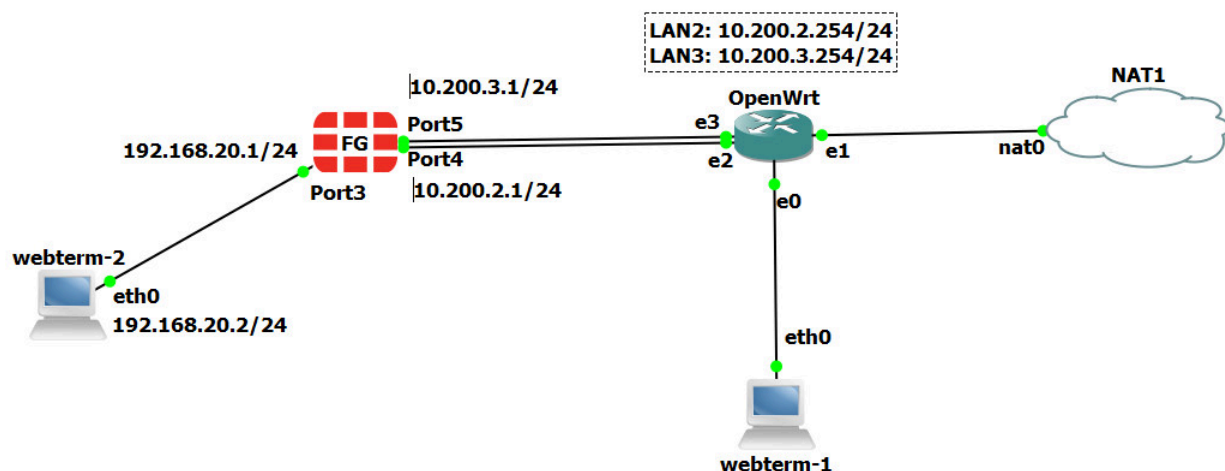 LAN2: 10.200.2.254/24
LAN3: 10.200.3.254/24
NAT1
10.200.3.1/24
OpenWrt
Port5
e3
FG
192.168.20.1/24
Port4
e2
e1
nat0
Port3
10.200.2.1/24
e0
webterm-2
eth0
192.168.20.2/24
eth0
webterm-1